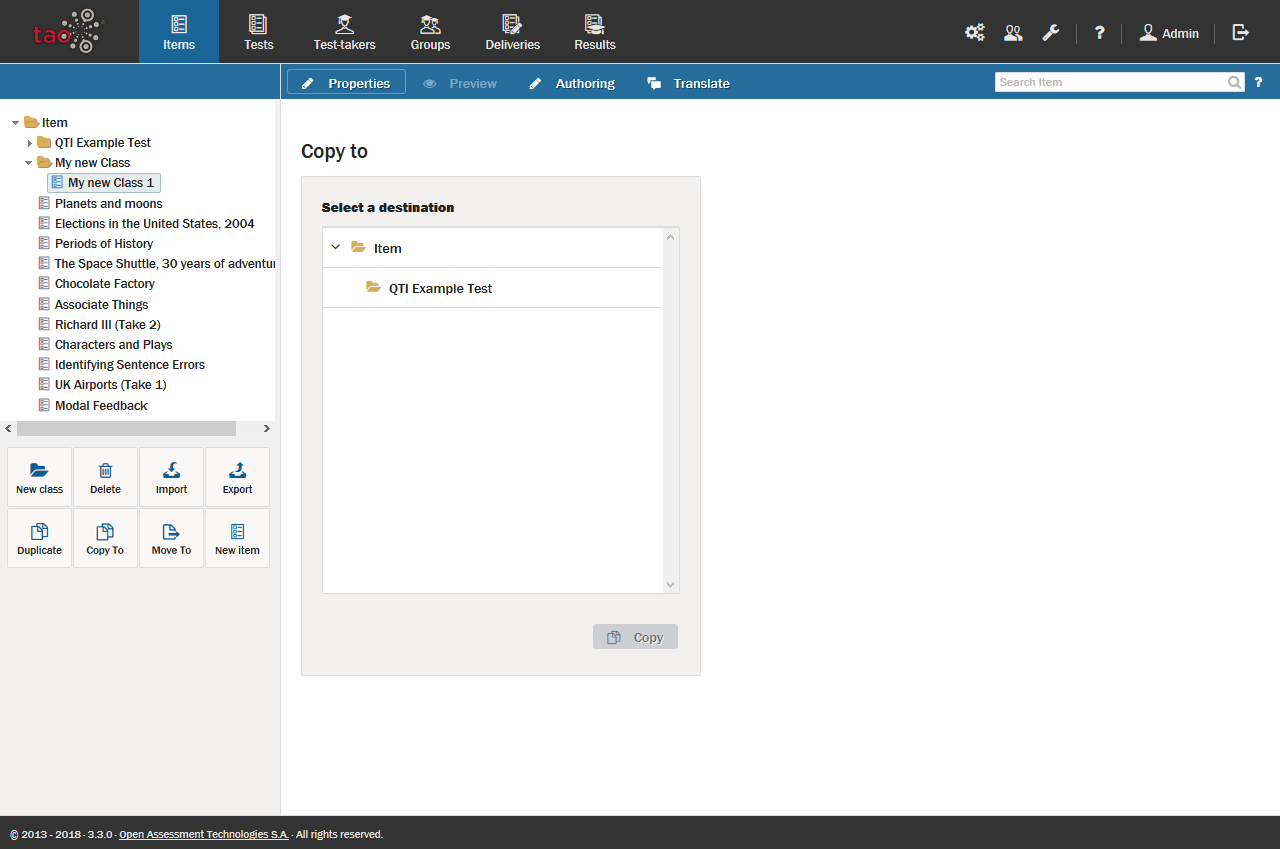 tao
Items
Tests
Test-takers
Groups
Deliveries
Results
?
Admin
Properties
Preview
Authoring
Translate
Search Item
?
Item
QTI Example Test
My new Class
My new Class 1
Planets and moons
Elections in the United States, 2004
Periods of History
The Space Shuttle, 30 years of adventur
Chocolate Factory
Associate Things
Richard III (Take 2)
Characters and Plays
Identifying Sentence Errors
UK Airports (Take 1)
Modal Feedback
New class
Delete
Import
Export
Duplicate
Copy To
Move To
New item
Copy to
Select a destination
Item
QTI Example Test
Copy
© 2013 - 2018 · 3.3.0 · Open Assessment Technologies S.A. · All rights reserved.